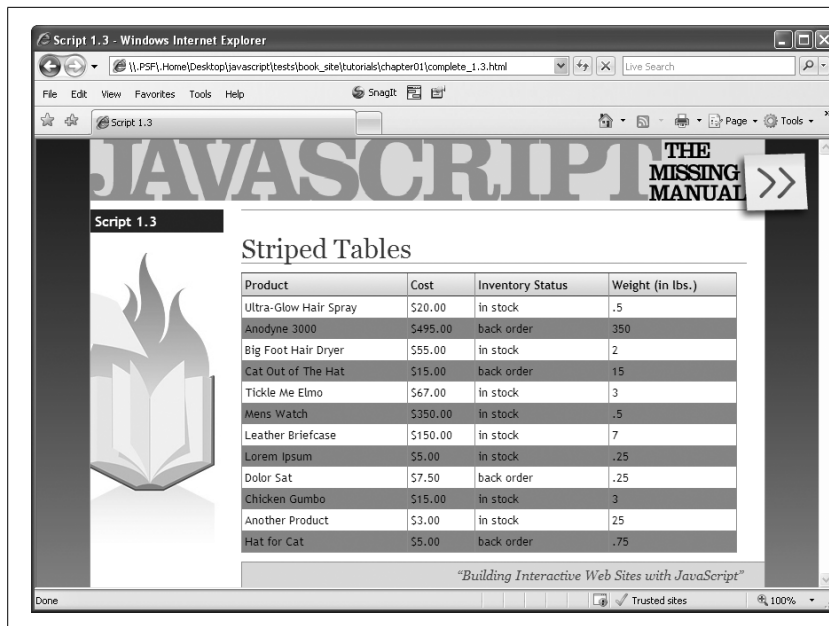 Script 1.3 - Windows Internet Explorer
\\.PSF\.Home\Desktop\javascript\tests\book_site\tutorials\chapter01\complete_1.3.html
Live Search
File Edit View Favorites Tools Help SnagIt
Script 1.3 Page Tools
JAVASCRIPT THE MISSING MANUAL
Script 1.3
Striped Tables
Product Cost Inventory Status Weight (in lbs.)
Ultra-Glow Hair Spray $20.00 in stock .5
Anodyne 3000 $495.00 back order 350
Big Foot Hair Dryer $55.00 in stock 2
Cat Out of The Hat $15.00 back order 15
Tickle Me Elmo $67.00 in stock 3
Mens Watch $350.00 in stock .5
Leather Briefcase $150.00 in stock 7
Lorem Ipsum $5.00 in stock .25
Dolor Sat $7.50 back order .25
Chicken Gumbo $15.00 in stock 3
Another Product $3.00 in stock 25
Hat for Cat $5.00 back order .75
“Building Interactive Web Sites with JavaScript”
Done Trusted sites 100%